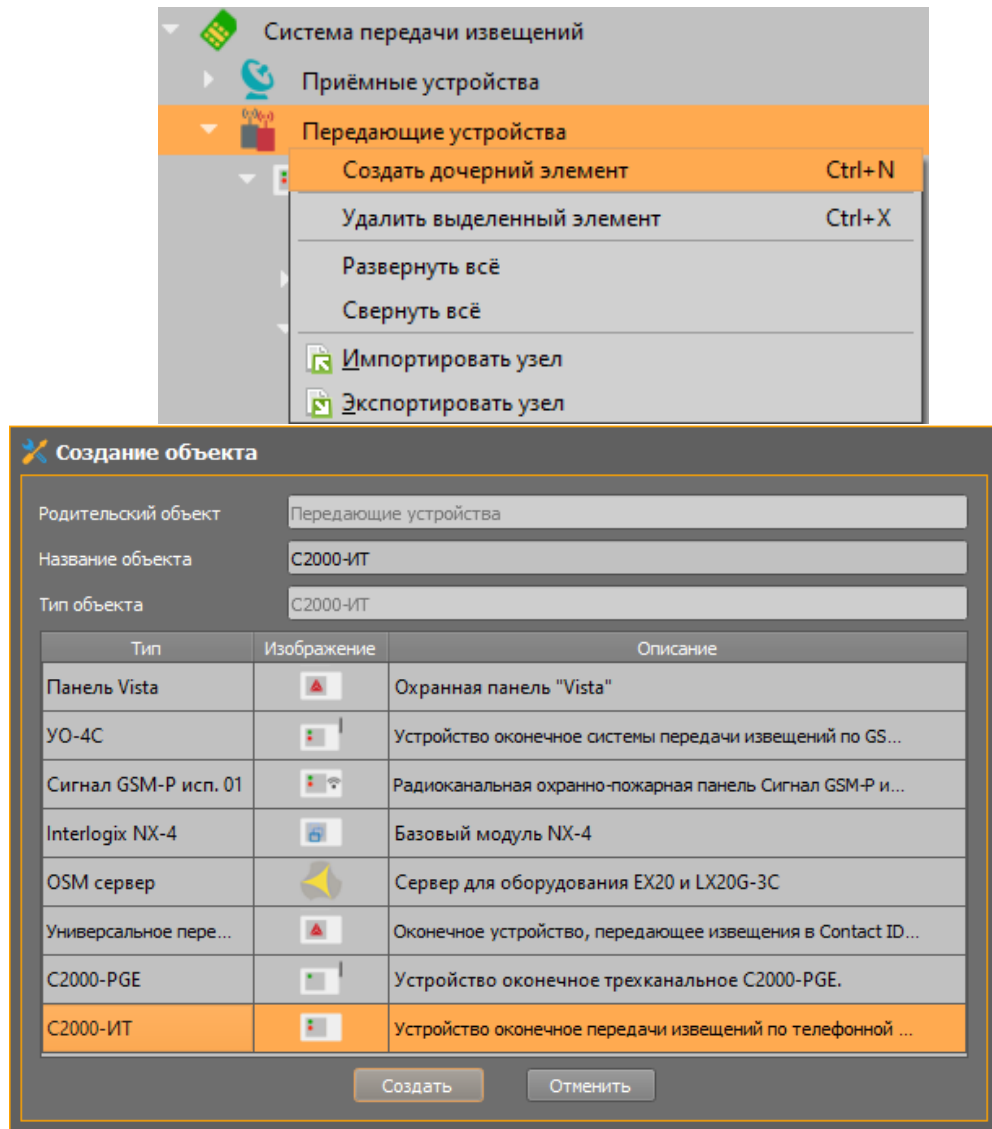 Система передачи извещений
Приёмные устройства
Передающие устройства
Создать дочерний элемент Ctrl+N
Удалить выделенный элемент Ctrl+X
Развернуть всё
Свернуть всё
Импортировать узел
Экспортировать узел
Создание объекта
Родительский объект Передающие устройства
Название объекта С2000-ИТ
Тип объекта С2000-ИТ
Тип Изображение Описание
Панель Vista Охранная панель "Vista"
УО-4С Устройство оконечное системы передачи извещений по GS...
Сигнал GSM-P исп. 01 Радиоканальная охранно-пожарная панель Сигнал GSM-P и...
Interlogix NX-4 Базовый модуль NX-4
OSM сервер Сервер для оборудования EX20 и LX20G-3C
Универсальное пере... Оконечное устройство, передающее извещения в Contact ID...
С2000-PGE Устройство оконечное трехканальное С2000-PGE.
С2000-ИТ Устройство оконечное передачи извещений по телефонной ...
Создать Отменить